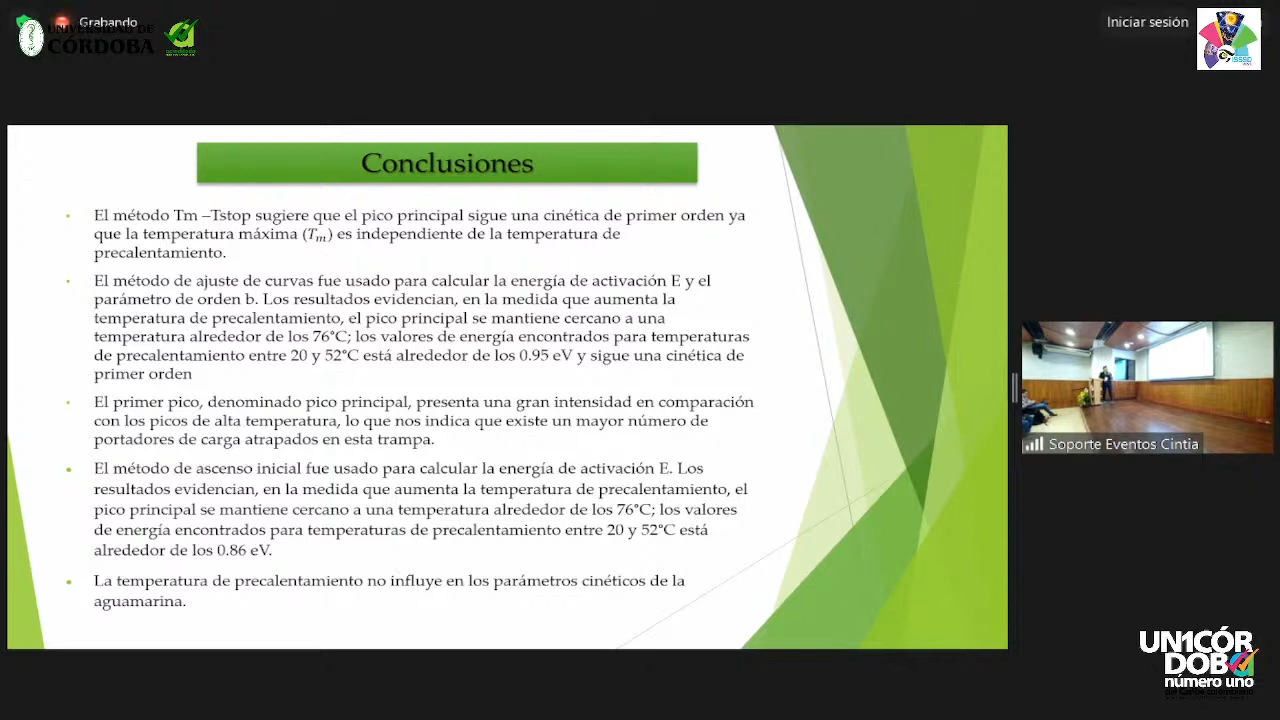 Grabando
UNIVERSIDAD DE
CÓRDOBA
Iniciar sesión
Conclusiones
• El método Tm –Tstop sugiere que el pico principal sigue una cinética de primer orden ya
que la temperatura máxima (Tm) es independiente de la temperatura de
precalentamiento.
• El método de ajuste de curvas fue usado para calcular la energía de activación E y el
parámetro de orden b. Los resultados evidencian, en la medida que aumenta la
temperatura de precalentamiento, el pico principal se mantiene cercano a una
temperatura alrededor de los 76°C; los valores de energía encontrados para temperaturas
de precalentamiento entre 20 y 52°C está alrededor de los 0.95 eV y sigue una cinética de
primer orden
• El primer pico, denominado pico principal, presenta una gran intensidad en comparación
con los picos de alta temperatura, lo que nos indica que existe un mayor número de
portadores de carga atrapados en esta trampa.
• El método de ascenso inicial fue usado para calcular la energía de activación E. Los
resultados evidencian, en la medida que aumenta la temperatura de precalentamiento, el
pico principal se mantiene cercano a una temperatura alrededor de los 76°C; los valores
de energía encontrados para temperaturas de precalentamiento entre 20 y 52°C está
alrededor de los 0.86 eV.
• La temperatura de precalentamiento no influye en los parámetros cinéticos de la
aguamarina.
Soporte Eventos Cintia
UN1CÓR
DOBA
número uno
del Caribe colombiano